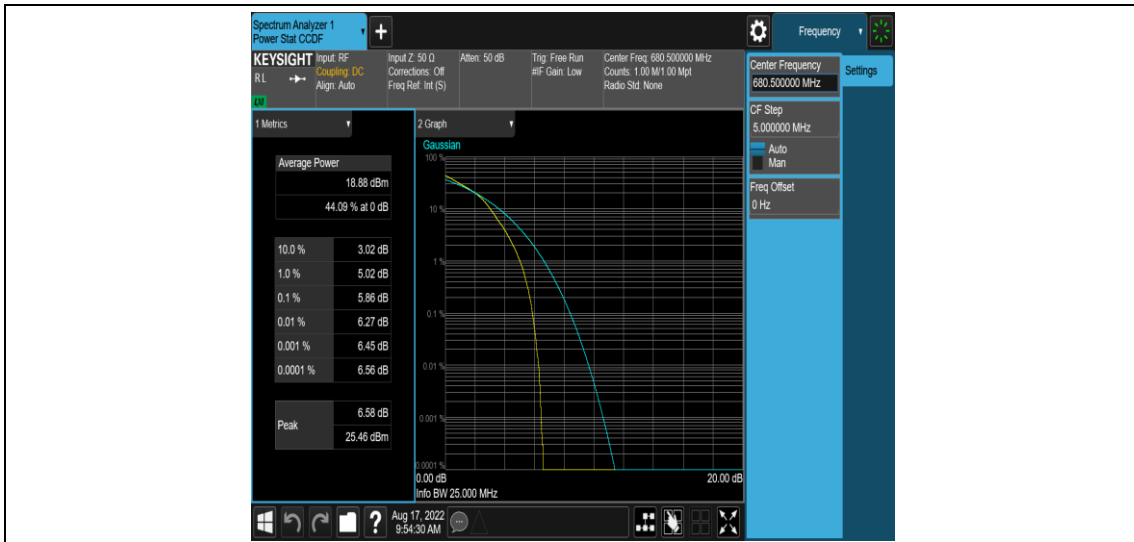 Spectrum Analyzer 1
Power Stat CCDF
+
Frequency
KEYSIGHT
RL
LXI
Input: RF
Coupling: DC
Align: Auto
Input Z: 50 Ω
Corrections: Off
Freq Ref: Int (S)
Atten: 50 dB
Trig: Free Run
#IF Gain: Low
Center Freq: 680.500000 MHz
Counts: 1.00 M/1.00 Mpt
Radio Std: None
Center Frequency
680.500000 MHz
Settings
CF Step
5.000000 MHz
Auto
Man
Freq Offset
0 Hz
1 Metrics
Average Power
18.88 dBm
44.09 % at 0 dB
10.0 % 3.02 dB
1.0 % 5.02 dB
0.1 % 5.86 dB
0.01 % 6.27 dB
0.001 % 6.45 dB
0.0001 % 6.56 dB
Peak
6.58 dB
25.46 dBm
2 Graph
Gaussian
100 %
10 %
1 %
0.1 %
0.01 %
0.001 %
0.0001 %
0.00 dB 20.00 dB
Info BW 25.000 MHz
?
Aug 17, 2022
9:54:30 AM